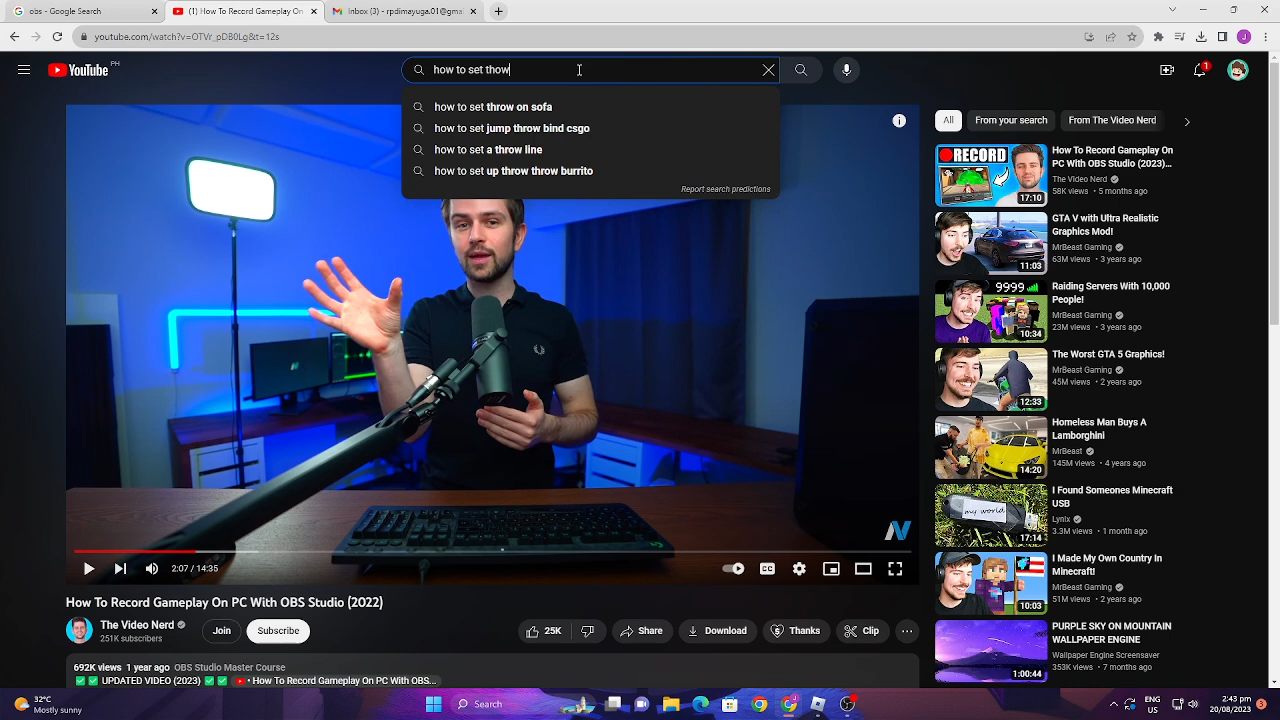 obs - Google Search
(1) How To Record Gameplay On
Inbox (3) - rpdimayuga.01@gma
youtube.com/watch?v=OTVr_pDB0Lg&t=12s
YouTube PH
how to set thow
1
how to set throw on sofa
how to set jump throw bind csgo
how to set a throw line
how to set up throw throw burrito
Report search predictions
All
From your search
From The Video Nerd
RECORD
17:10
How To Record Gameplay On
PC With OBS Studio (2023)...
The Video Nerd
58K views • 5 months ago
11:03
GTA V with Ultra Realistic
Graphics Mod!
MrBeast Gaming
63M views • 3 years ago
9999
10:34
Raiding Servers With 10,000
People!
MrBeast Gaming
23M views • 3 years ago
12:33
The Worst GTA 5 Graphics!
MrBeast Gaming
45M views • 2 years ago
14:20
Homeless Man Buys A
Lamborghini
MrBeast
145M views • 4 years ago
my world
17:14
I Found Someones Minecraft
USB
Lynix
3.3M views • 1 month ago
10:03
I Made My Own Country In
Minecraft!
MrBeast Gaming
51M views • 2 years ago
1:00:44
PURPLE SKY ON MOUNTAIN
WALLPAPER ENGINE
Wallpaper Engine Screensaver
353K views • 7 months ago
2:07 / 14:35
CC
How To Record Gameplay On PC With OBS Studio (2022)
The Video Nerd
251K subscribers
Join
Subscribe
25K
Share
Download
Thanks
Clip
692K views 1 year ago OBS Studio Master Course
UPDATED VIDEO (2023)
• How To Record Gameplay On PC With OBS...
32°C
Mostly sunny
Search
ENG
US
2:43 pm
20/08/2023
3